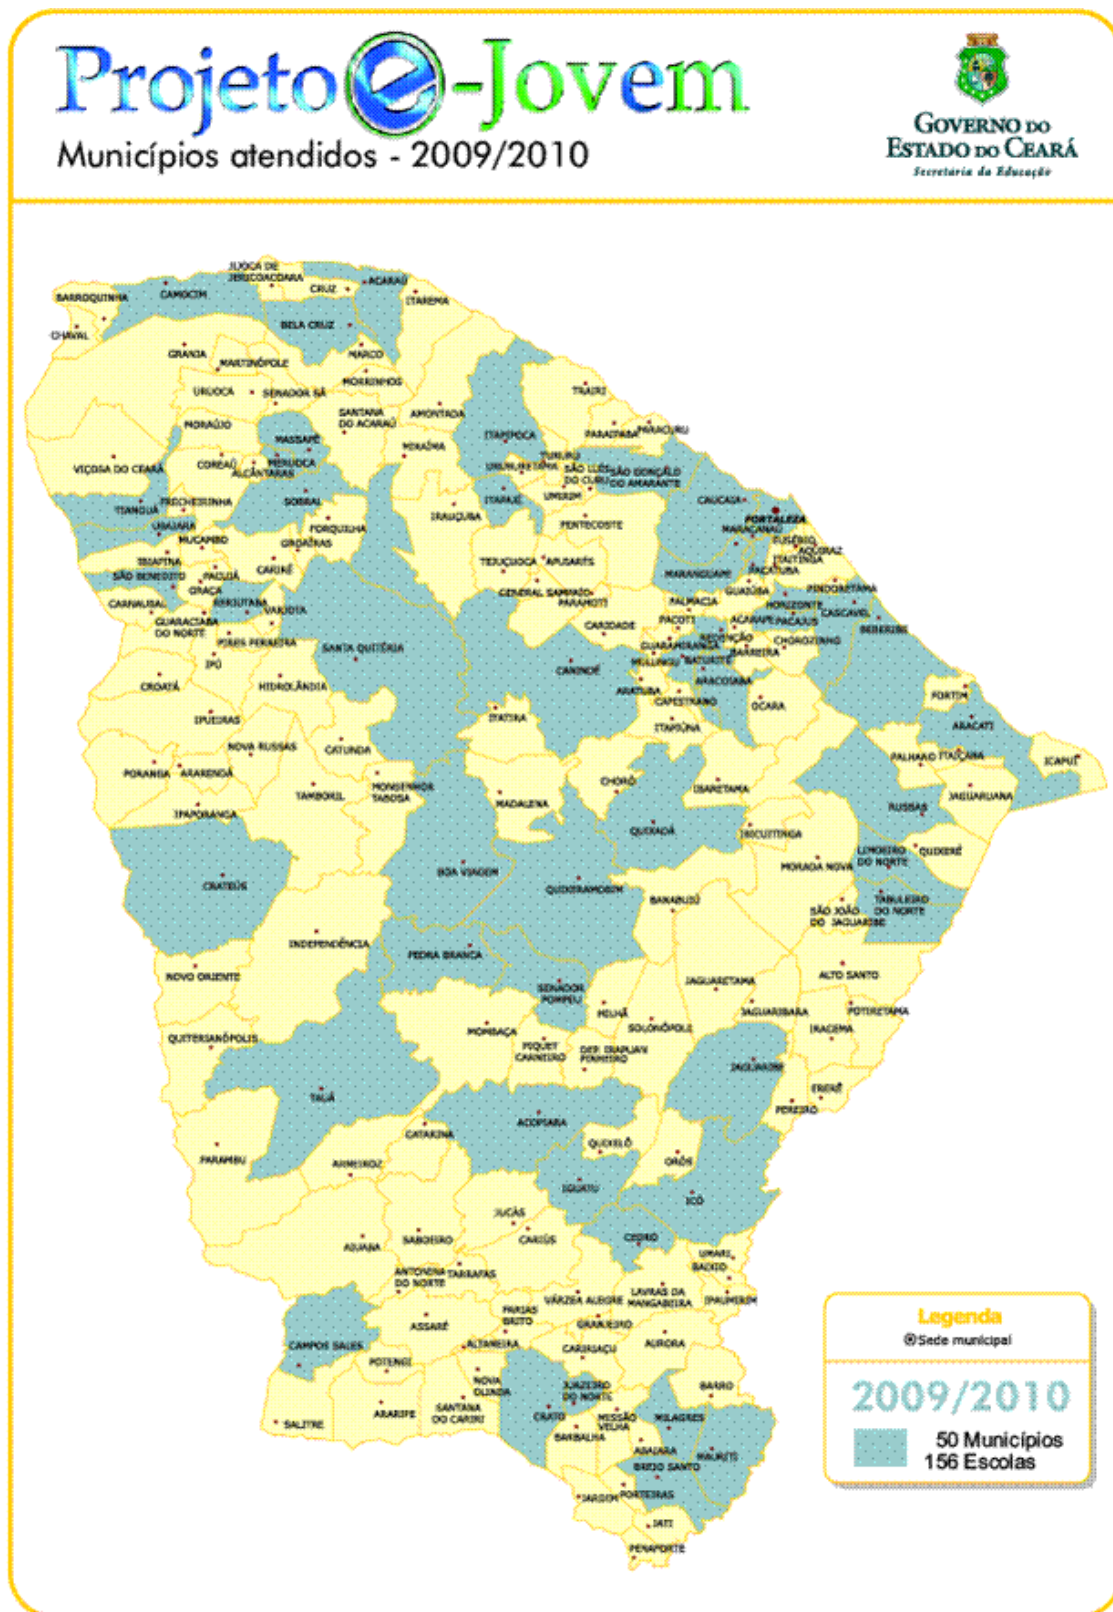 Projeto e-Jovem
Municípios atendidos - 2009/2010
GOVERNO DO
ESTADO DO CEARÁ
Secretaria da Educação
JIJOCA DE
JERICOACOARA
ACARAÚ
CRUZ
BARROQUINHA
CAMOCIM
ITAREMA
CHAVAL
BELA CRUZ
GRANJA
MARCO
MARTINÓPOLE
MORRINHOS
URUOCA
SENADOR SÁ
TRAIRI
SANTANA
DO ACARAÚ
AMONTADA
MORAÚJO
ITAPIPOCA
PARAIPABA
PARACURU
MASSAPÊ
MIRAÍMA
TURURU
VIÇOSA DO CEARÁ
COREAÚ
MERUOCA
ALCÂNTARAS
URUBURETAMA
SÃO LUÍS
DO CURU
SÃO GONÇALO
DO AMARANTE
TIANGUÁ
FRECHEIRINHA
SOBRAL
ITAPAJÉ
UMIRIM
CAUCAIA
FORTALEZA
UBAJARA
FORQUILHA
IRAUÇUBA
PENTECOSTE
MARACANAÚ
EUSÉBIO
AQUIRAZ
MUCAMBO
GROAÍRAS
IBIAPINA
TEJUÇUOCA
APUIARÉS
ITAITINGA
SÃO BENEDITO
PACUJÁ
CARIRÉ
MARANGUAPE
PACATUBA
GRAÇA
GENERAL SAMPAIO
GUAIÚBA
PINDORETAMA
CARNAUBAL
RERIUTABA
VARJOTA
PARAMOTI
PALMÁCIA
HORIZONTE
CASCAVEL
GUARACIABA
DO NORTE
PIRES FERREIRA
CARIDADE
PACOTI
ACARAPE
PACAJUS
BEBERIBE
REDENÇÃO
CHOROZINHO
SANTA QUITÉRIA
GUARAMIRANGA
BARREIRA
IPÚ
CANINDÉ
MULUNGU
BATURITÉ
ARACOIABA
CROATÁ
HIDROLÂNDIA
ARATUBA
CAPISTRANO
OCARA
FORTIM
IPUEIRAS
ITATIRA
ITAPIÚNA
ARACATI
NOVA RUSSAS
CATUNDA
PALHANO
ITAIÇABA
ICAPUÍ
PORANGA
ARARENDÁ
MONSENHOR
TABOSA
CHORÓ
IBARETAMA
TAMBORIL
MADALENA
JAGUARUANA
IPAPORANGA
RUSSAS
QUIXADÁ
IBICUITINGA
LIMOEIRO
DO NORTE
QUIXERÉ
CRATEÚS
BOA VIAGEM
QUIXERAMOBIM
MORADA NOVA
BANABUIÚ
SÃO JOÃO
DO JAGUARIBE
TABULEIRO
DO NORTE
INDEPENDÊNCIA
PEDRA BRANCA
NOVO ORIENTE
ALTO SANTO
SENADOR
POMPEU
JAGUARETAMA
MILHÃ
JAGUARIBARA
POTIRETAMA
QUITERIANÓPOLIS
MOMBAÇA
SOLONÓPOLE
IRACEMA
PIQUET
CARNEIRO
DEP. IRAPUAN
PINHEIRO
JAGUARIBE
TAUÁ
ERERÊ
ACOPIARA
PEREIRO
CATARINA
PARAMBU
QUIXELÔ
ARNEIROZ
ORÓS
IGUATU
ICÓ
JUCÁS
AIUABA
SABOEIRO
CARIÚS
CEDRO
UMARI
BAIXIO
ANTONINA
DO NORTE
TARRAFAS
VÁRZEA ALEGRE
LAVRAS DA
MANGABEIRA
IPAUMIRIM
FARIAS
BRITO
ASSARÉ
GRANJEIRO
CAMPOS SALES
ALTANEIRA
CARIRIAÇU
AURORA
POTENGI
NOVA
OLINDA
JUAZEIRO
DO NORTE
BARRO
SALITRE
ARARIPE
SANTANA
DO CARIRI
CRATO
MISSÃO
VELHA
MILAGRES
BARBALHA
ABAIARA
MAURITI
BREJO SANTO
JARDIM
PORTEIRAS
JATI
PENAFORTE
Legenda
Sede municipal
2009/2010
50 Municípios
156 Escolas